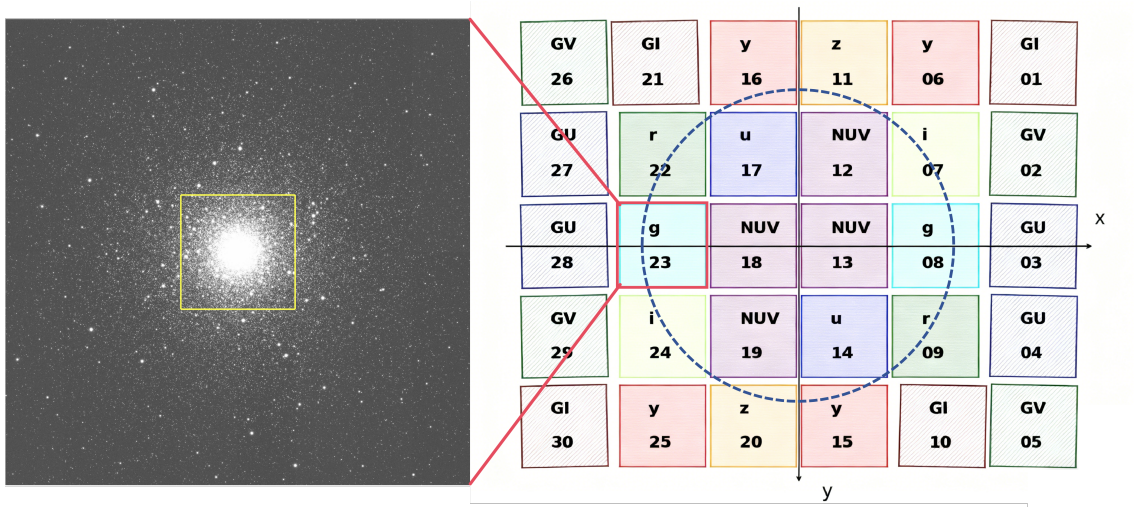 GV GI y z y GI
26 21 16 11 06 01
GU r u NUV i GV
27 22 17 12 07 02
GU g NUV NUV g GU
28 23 18 13 08 03
x
GV i NUV u r GU
29 24 19 14 09 04
GI y z y GI GV
30 25 20 15 10 05
y